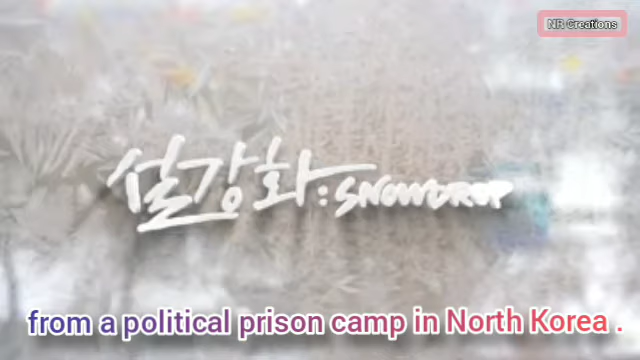 NR Creations
설강화:SNOWDROP
from a political prison camp in North Korea .